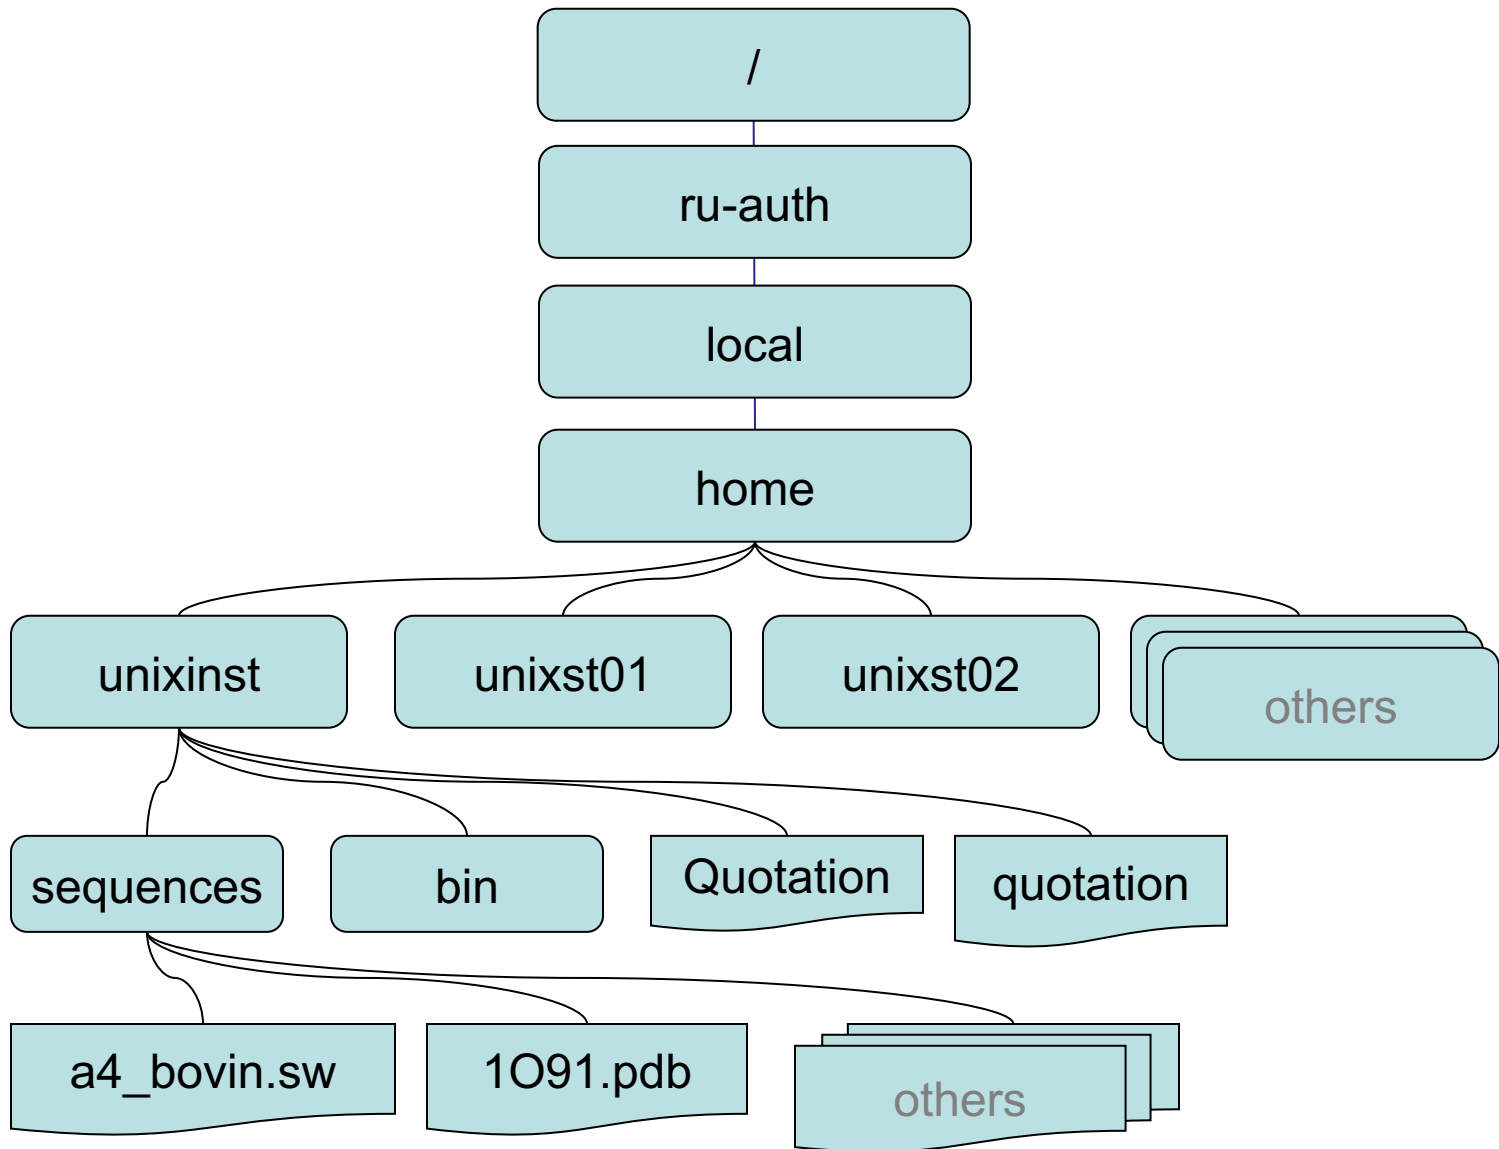 /
ru-auth
local
home
unixinst
unixst01
unixst02
others
sequences
bin
Quotation
quotation
a4_bovin.sw
1O91.pdb
others